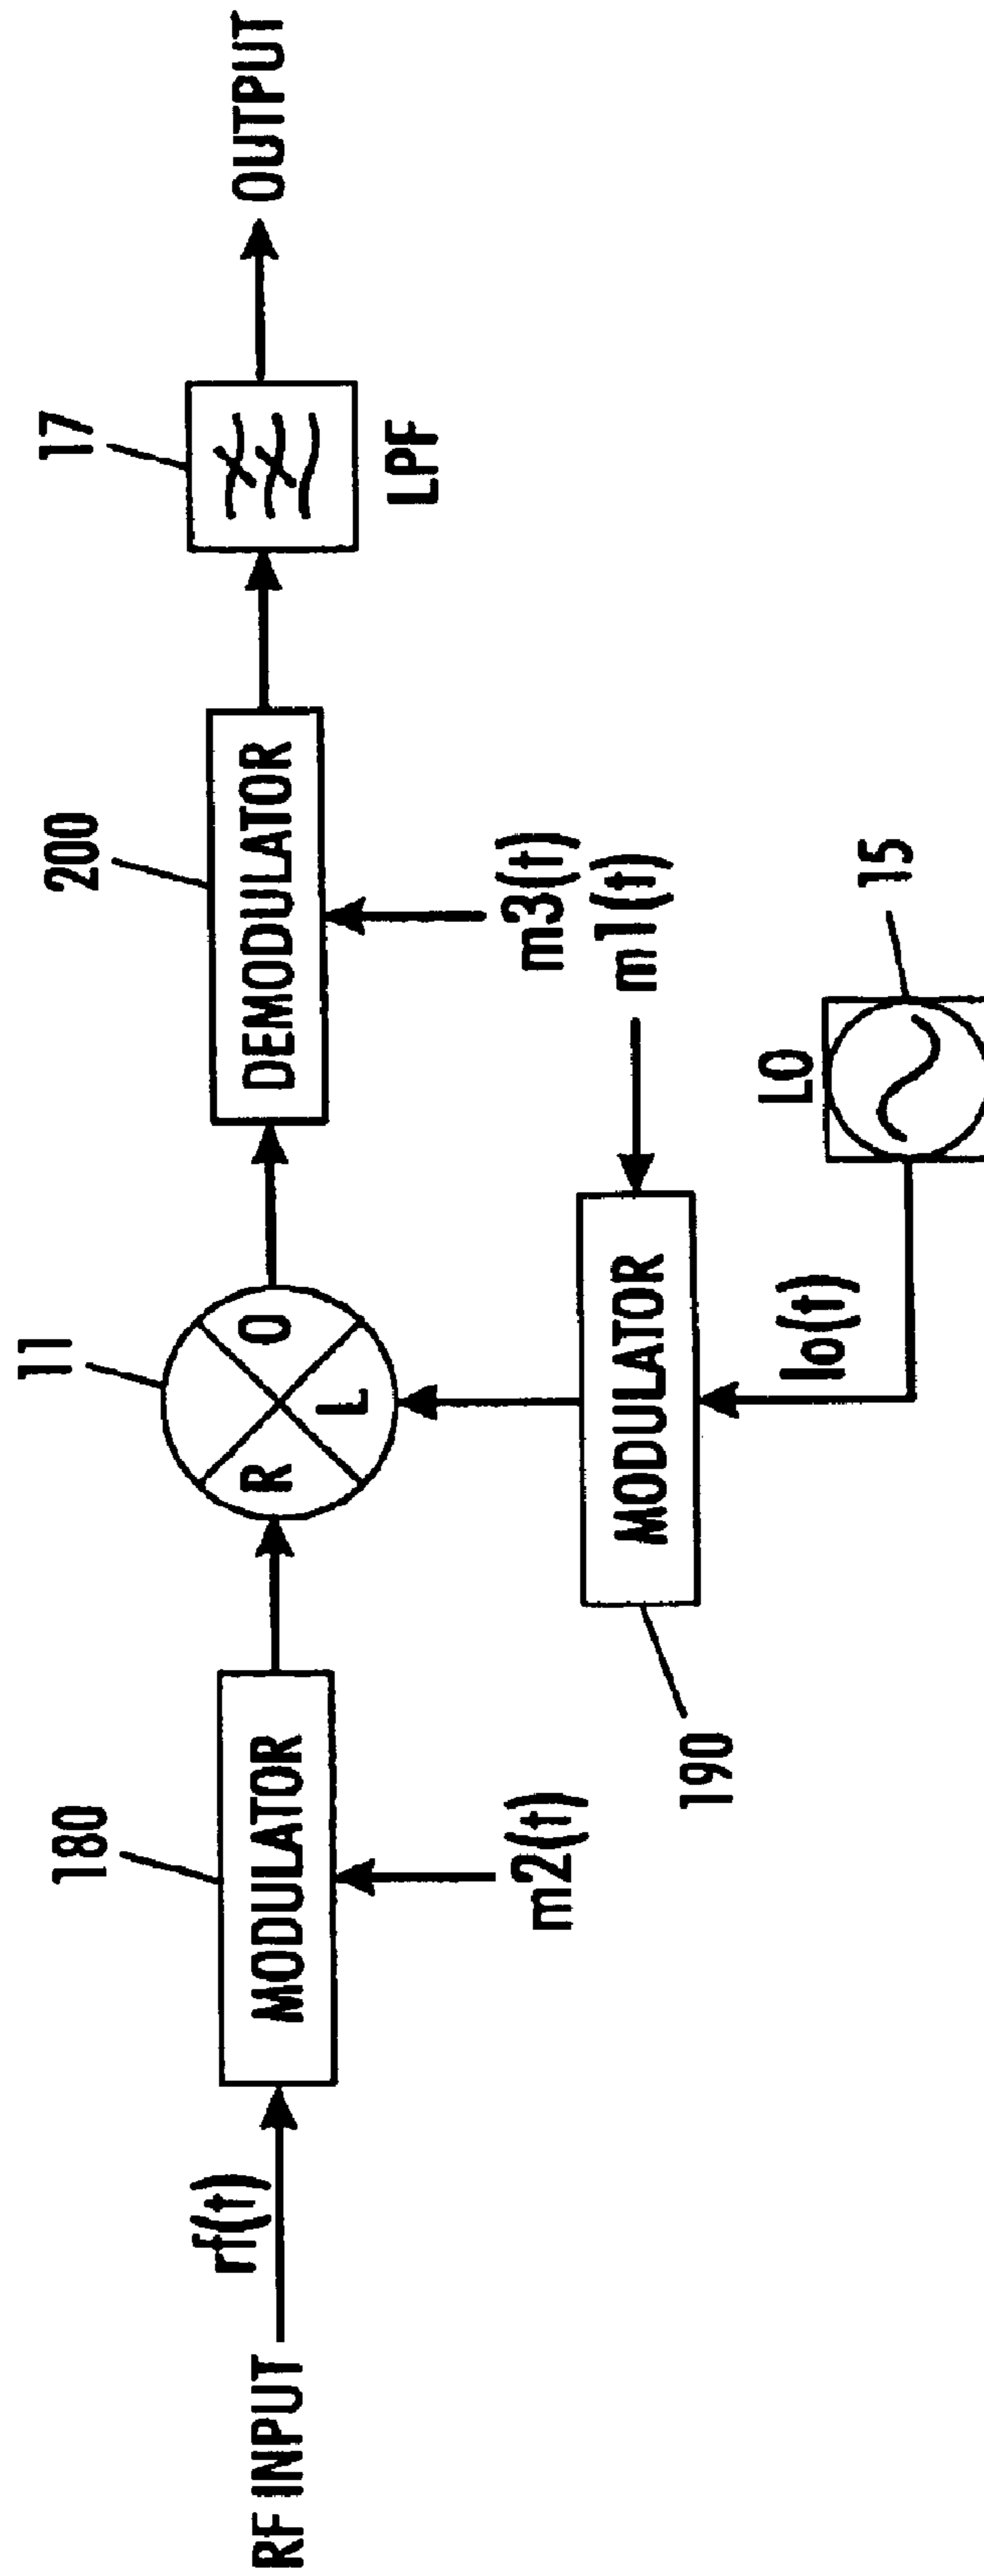 RF INPUT
rf(t)
180
MODULATOR
m2(t)
11
R
O
L
200
DEMODULATOR
m3(t)
17
LPF
OUTPUT
190
MODULATOR
m1(t)
lo(t)
LO
15